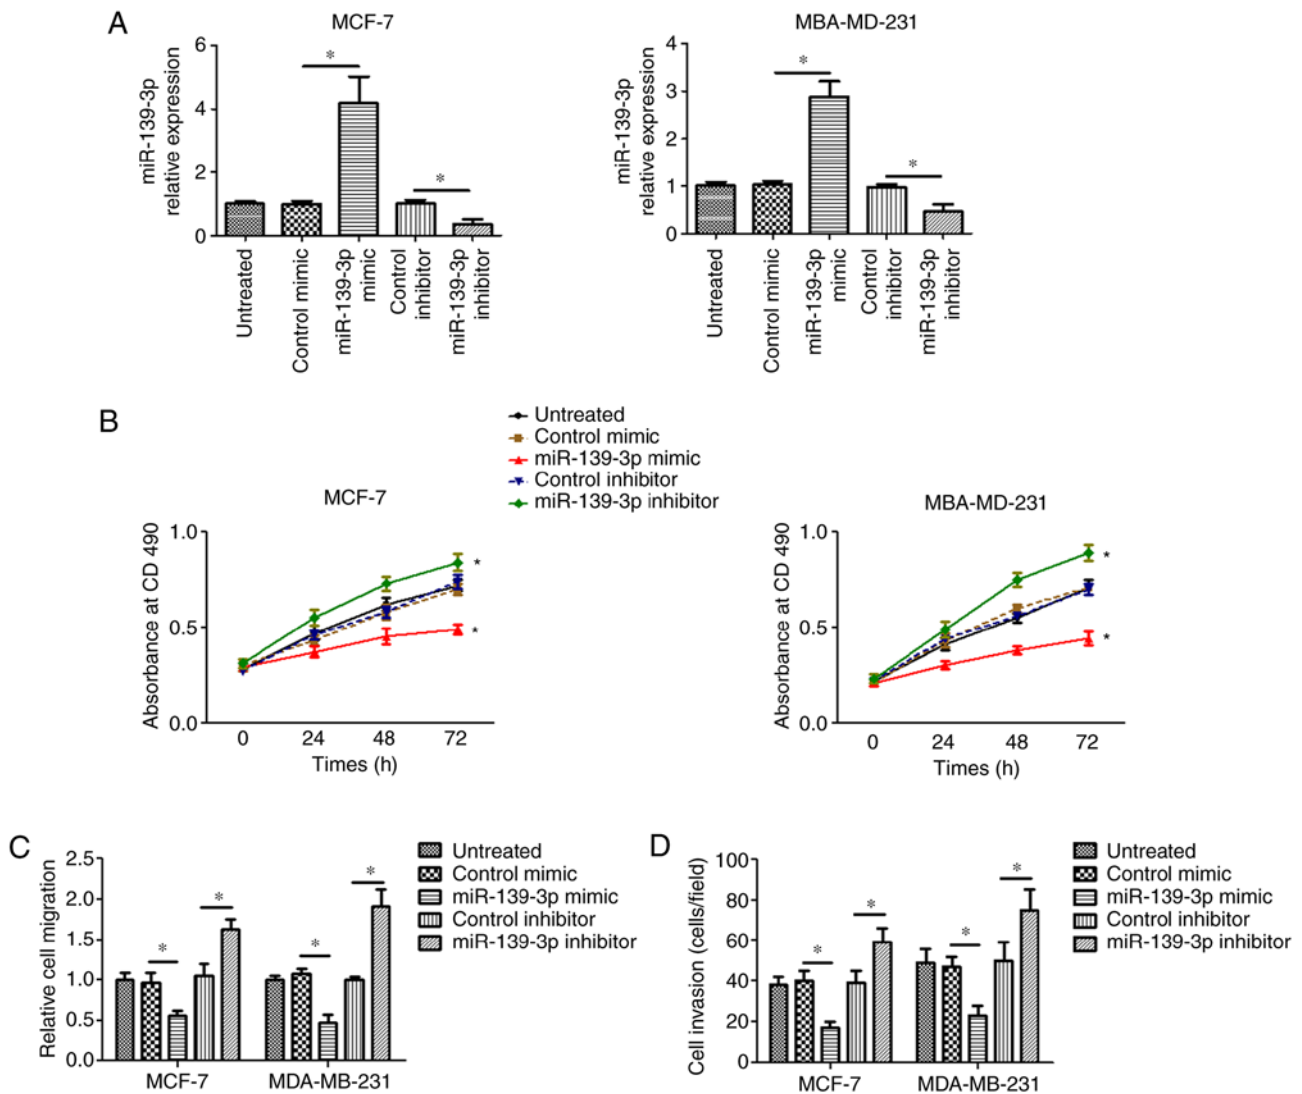 A
MCF-7
MBA-MD-231
miR-139-3p
relative expression
6
4
2
0
*
*
Untreated
Control mimic
miR-139-3p
mimic
Control
inhibitor
miR-139-3p
inhibitor
miR-139-3p
relative expression
4
3
2
1
0
*
*
Untreated
Control mimic
miR-139-3p
mimic
Control
inhibitor
miR-139-3p
inhibitor
B
Untreated
Control mimic
miR-139-3p mimic
Control inhibitor
miR-139-3p inhibitor
MCF-7
Absorbance at CD 490
1.0
0.5
0.0
*
*
0 24 48 72
Times (h)
MBA-MD-231
Absorbance at CD 490
1.0
0.5
0.0
*
*
0 24 48 72
Times (h)
C
Relative cell migration
2.5
2.0
1.5
1.0
0.5
0.0
*
*
*
*
MCF-7 MDA-MB-231
Untreated
Control mimic
miR-139-3p mimic
Control inhibitor
miR-139-3p inhibitor
D
Cell invasion (cells/field)
100
80
60
40
20
0
*
*
*
*
MCF-7 MDA-MB-231
Untreated
Control mimic
miR-139-3p mimic
Control inhibitor
miR-139-3p inhibitor